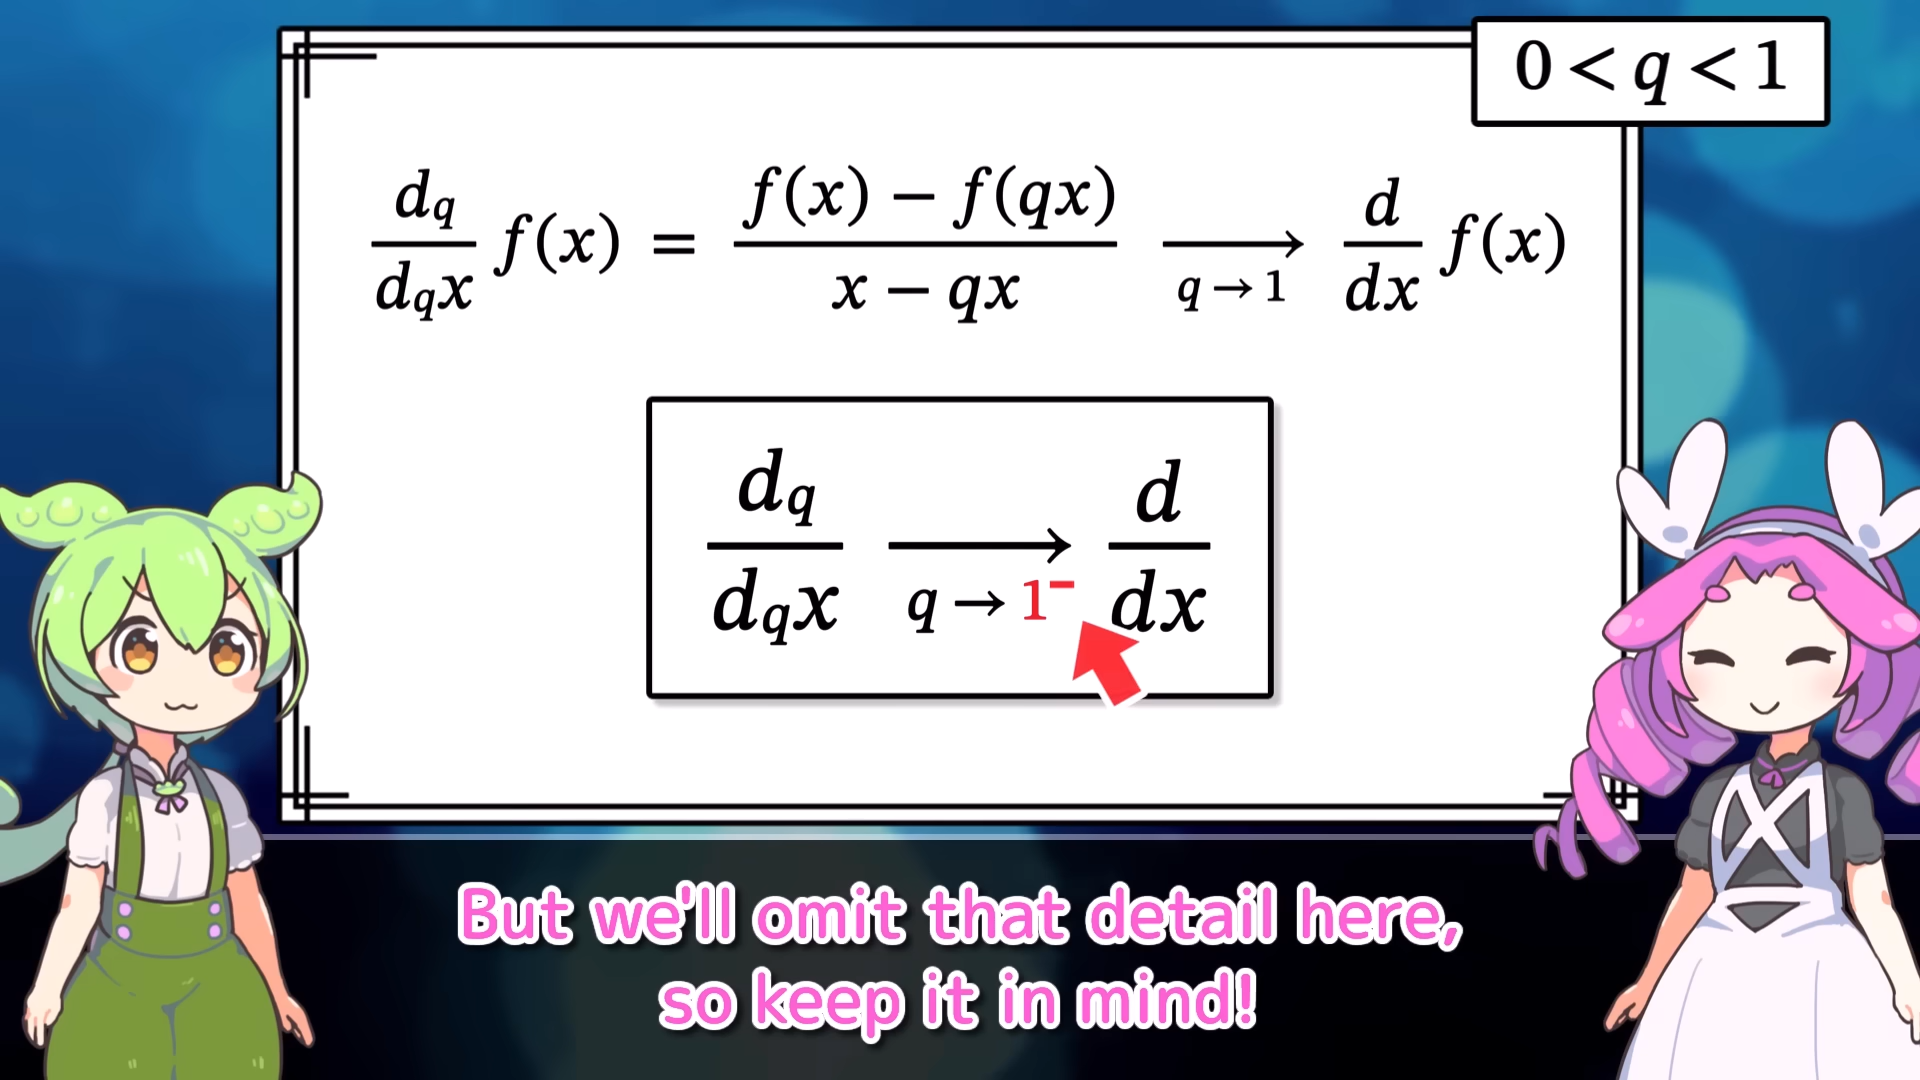 0 < q < 1
d_q/d_qx f(x) = f(x) − f(qx)/x − qx ⟶ q → 1 d/dx f(x)
d_q/d_qx ⟶ q → 1⁻ d/dx
But we'll omit that detail here,
so keep it in mind!